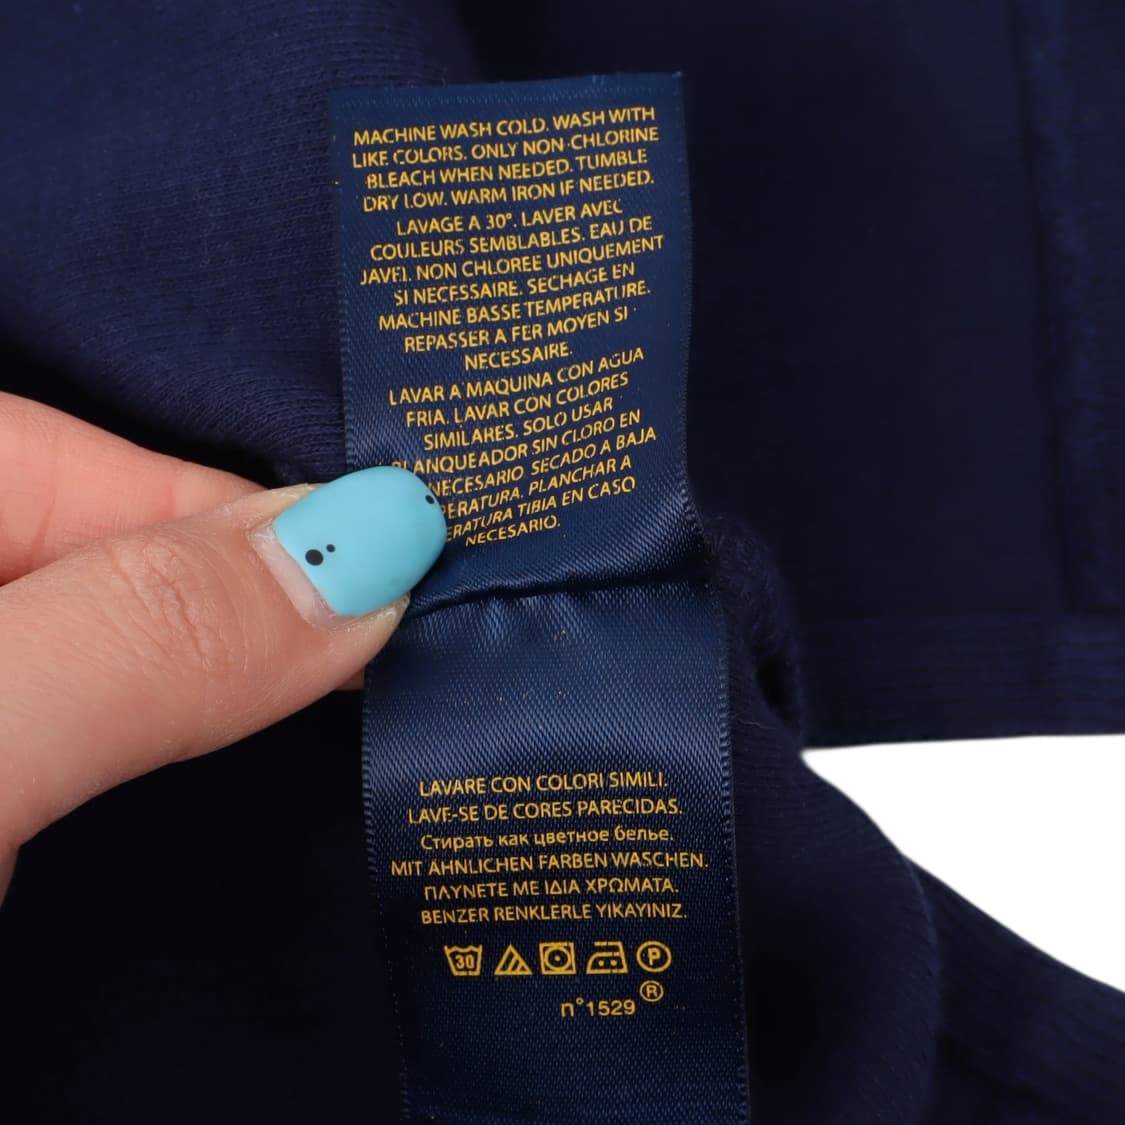 MACHINE WASH COLD. WASH WITH
LIKE COLORS. ONLY NON-CHLORINE
BLEACH WHEN NEEDED. TUMBLE
DRY LOW. WARM IRON IF NEEDED.
LAVAGE A 30°. LAVER AVEC
COULEURS SEMBLABLES. EAU DE
JAVEL NON CHLOREE UNIQUEMENT
SI NECESSAIRE. SECHAGE EN
MACHINE BASSE TEMPERATURE.
REPASSER A FER MOYEN SI
NECESSAIRE.
LAVAR A MAQUINA CON AGUA
FRIA. LAVAR CON COLORES
SIMILARES. SOLO USAR
BLANQUEADOR SIN CLORO EN
NECESARIO SECADO A BAJA
ERATURA. PLANCHAR A
ERATURA TIBIA EN CASO
NECESARIO.
LAVARE CON COLORI SIMILI.
LAVE-SE DE CORES PARECIDAS.
Стирать как цветное белье.
MIT ÄHNLICHEN FARBEN WASCHEN.
ΠΛΥΝΕΤΕ ΜΕ ΙΔΙΑ ΧΡΩΜΑΤΑ.
BENZER RENKLERLE YIKAYINIZ.
30 P
®
n°1529